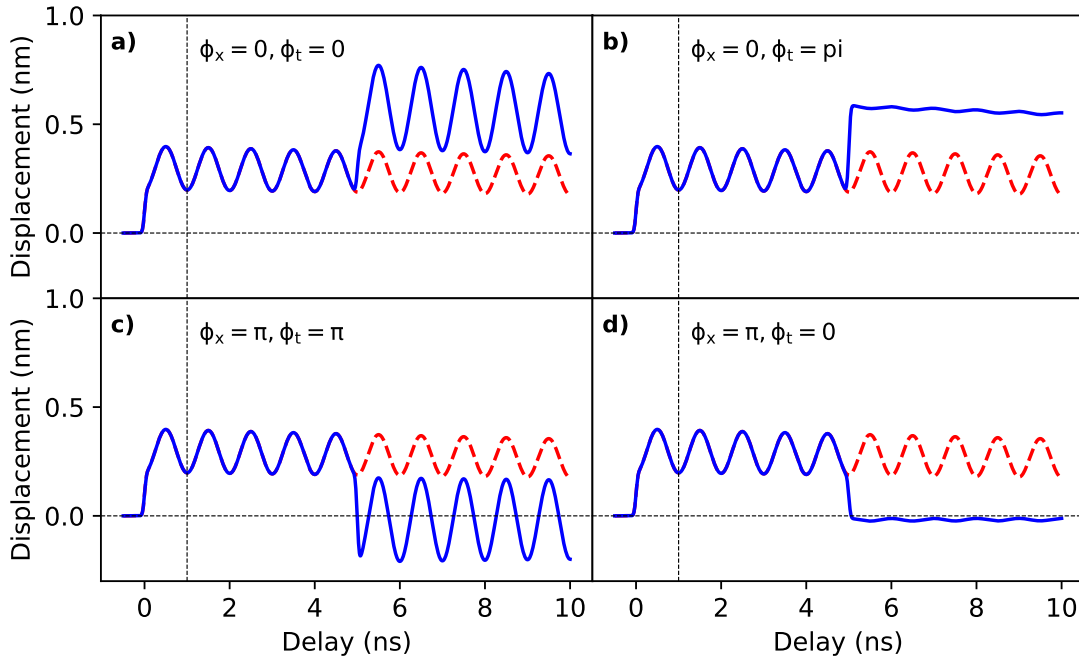 1.0
a)
ϕx = 0, ϕt = 0
b)
ϕx = 0, ϕt = pi
0.5
0.0
Displacement (nm)
1.0
c)
ϕx = π, ϕt = π
d)
ϕx = π, ϕt = 0
0.5
0.0
Displacement (nm)
0 2 4 6 8 10
0 2 4 6 8 10
Delay (ns)
Delay (ns)